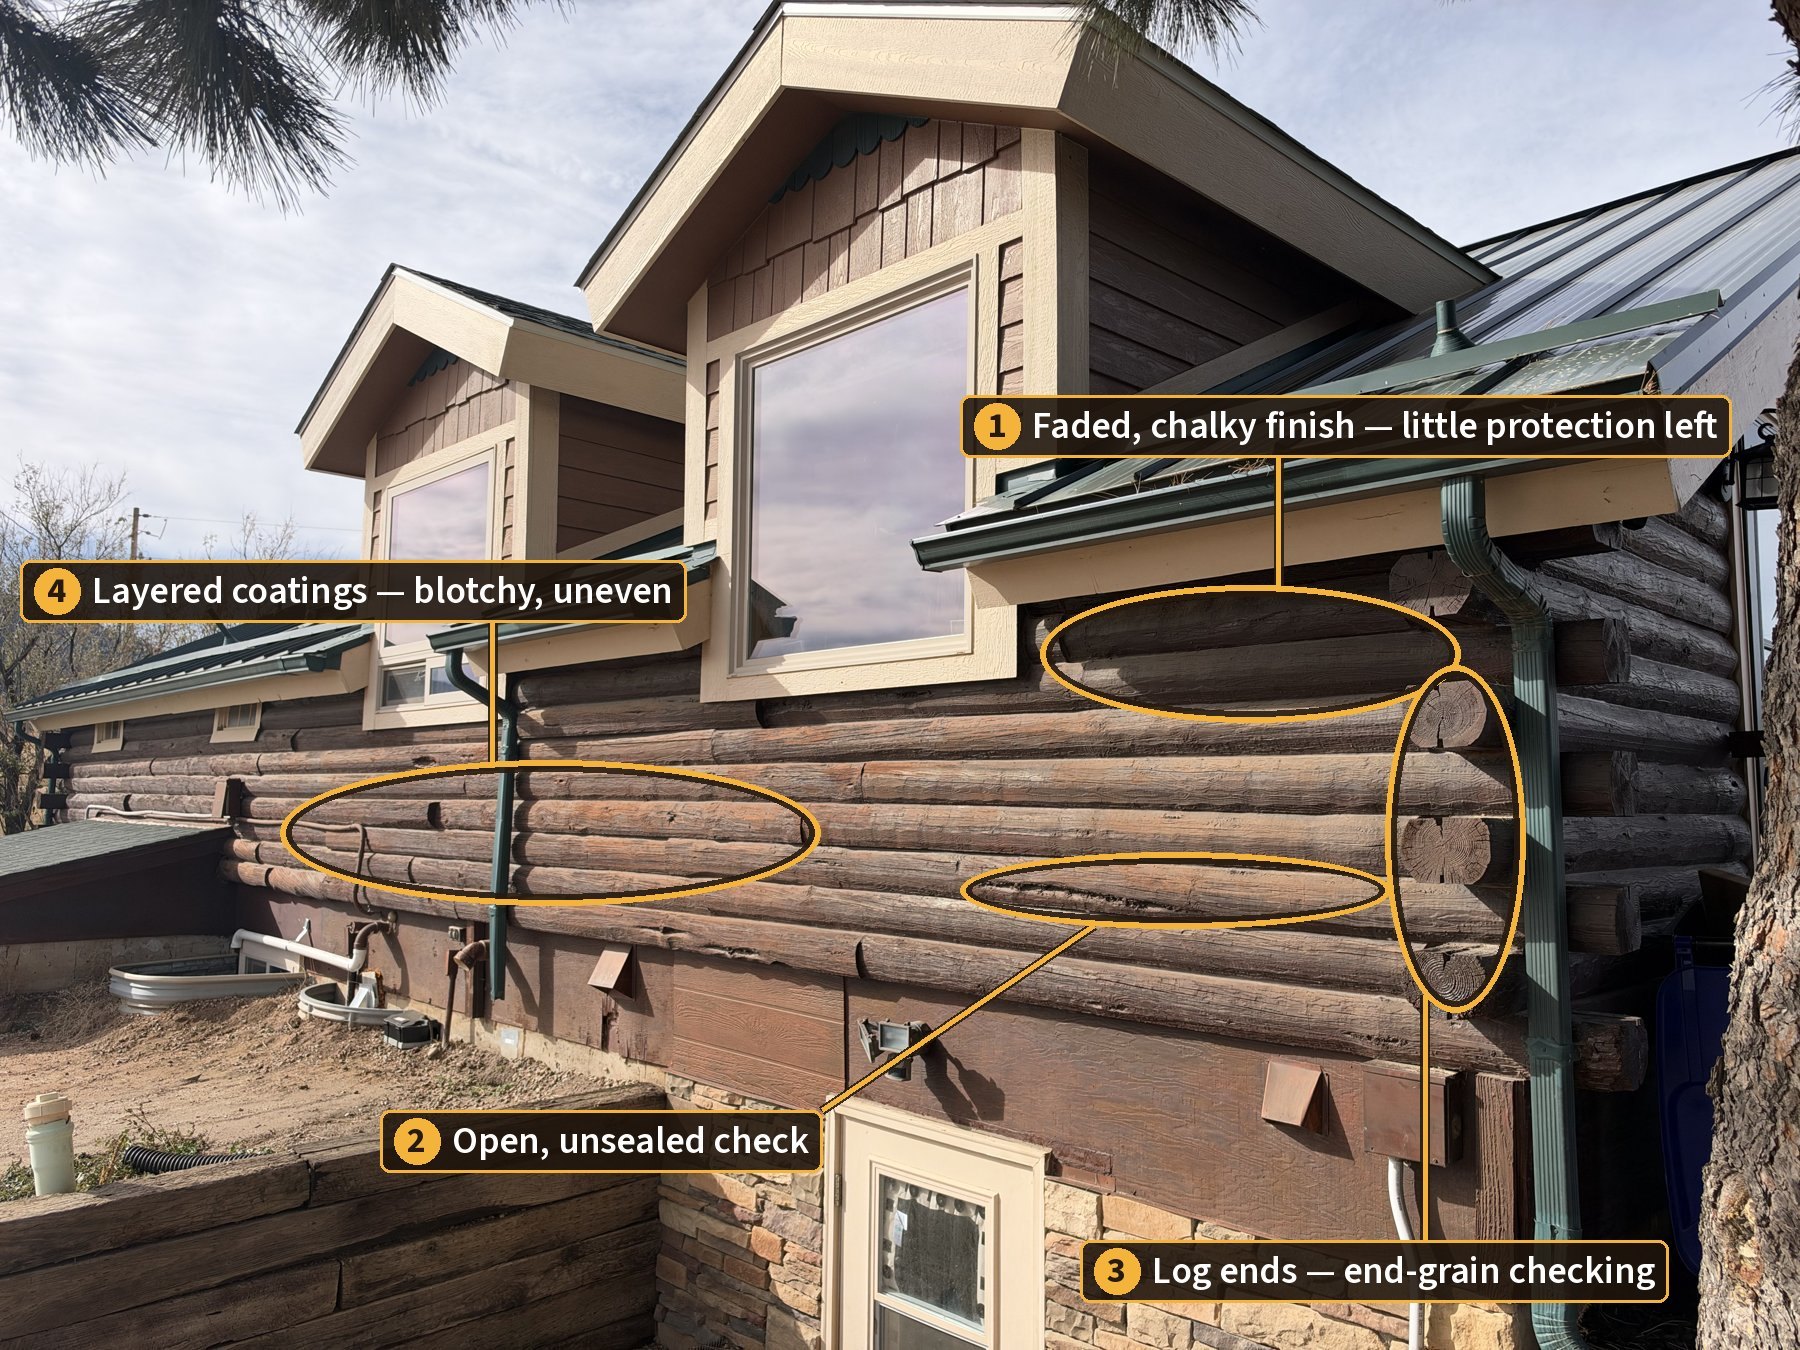 1 Faded, chalky finish — little protection left
4 Layered coatings — blotchy, uneven
2 Open, unsealed check
3 Log ends — end-grain checking